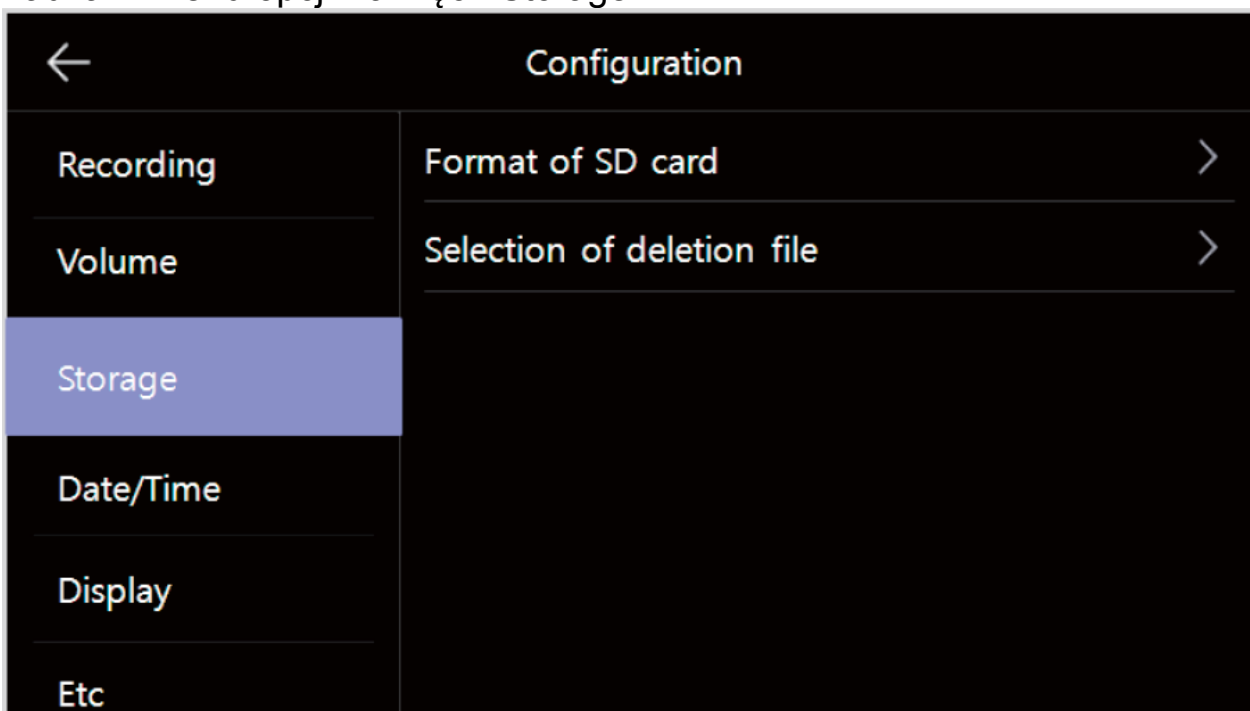 Configuration
Recording
Volume
Storage
Date/Time
Display
Etc
Format of SD card
Selection of deletion file